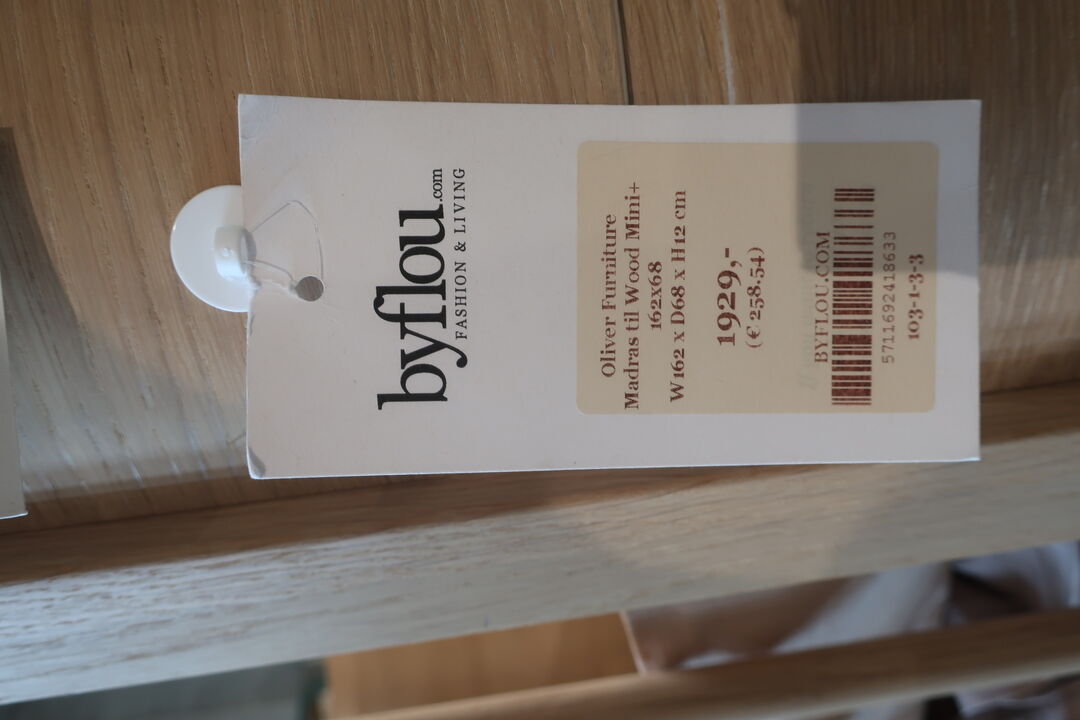 byflou.com
FASHION & LIVING
Oliver Furniture
Madras til Wood Mini+
162x68
W162 x D68 x H12 cm
1929,-
(€ 258.54)
BYFLOU.COM
5711692418633
103-1-3-3